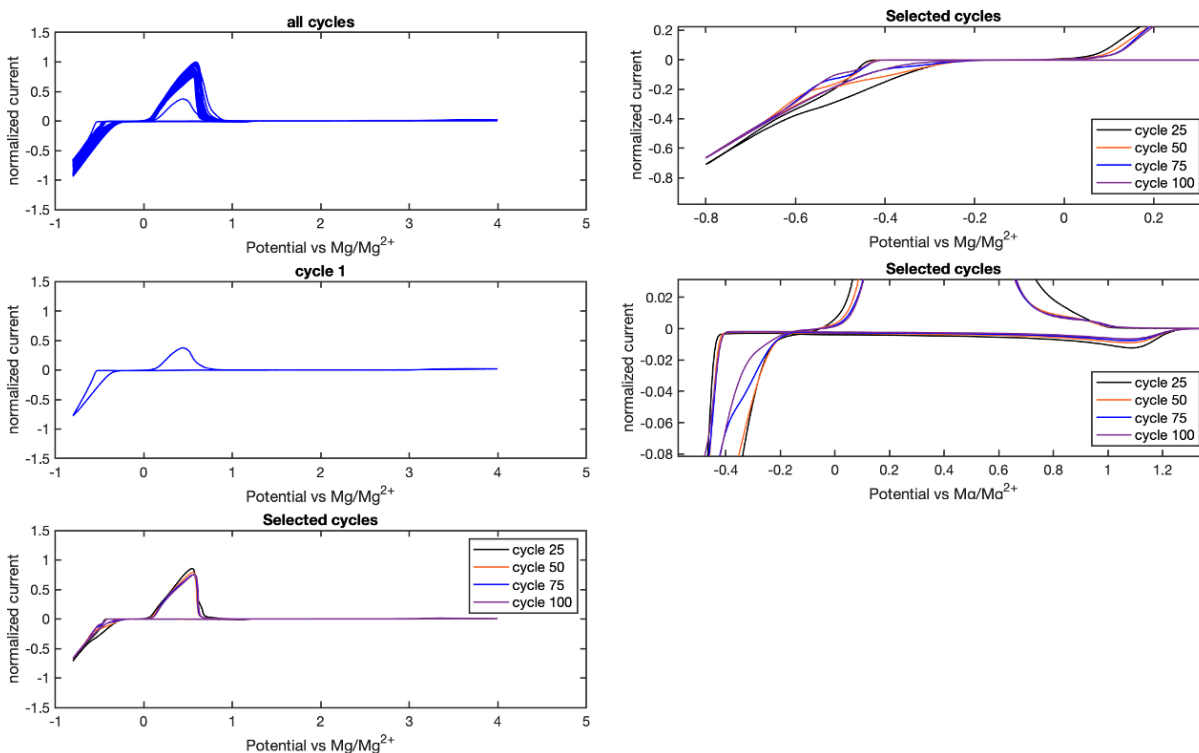 all cycles
1.5
1
0.5
0
-0.5
-1
-1.5
normalized current
-1 0 1 2 3 4 5
Potential vs Mg/Mg2+
cycle 1
1.5
1
0.5
0
-0.5
-1
-1.5
normalized current
-1 0 1 2 3 4 5
Potential vs Mg/Mg2+
Selected cycles
1.5
1
0.5
0
-0.5
-1
-1.5
normalized current
cycle 25
cycle 50
cycle 75
cycle 100
-1 0 1 2 3 4 5
Potential vs Mg/Mg2+
Selected cycles
0.2
0
-0.2
-0.4
-0.6
-0.8
normalized current
cycle 25
cycle 50
cycle 75
cycle 100
-0.8 -0.6 -0.4 -0.2 0 0.2
Potential vs Mg/Mg2+
Selected cycles
0.02
0
-0.02
-0.04
-0.06
-0.08
normalized current
cycle 25
cycle 50
cycle 75
cycle 100
-0.4 -0.2 0 0.2 0.4 0.6 0.8 1 1.2
Potential vs Mg/Mg2+